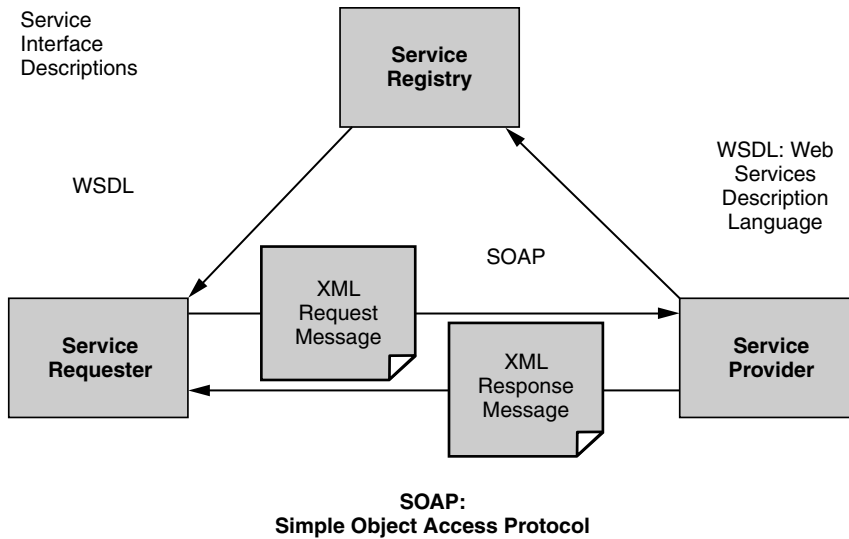 Service
Interface
Descriptions
Service
Registry
WSDL
WSDL: Web
Services
Description
Language
SOAP
XML
Request
Message
Service
Requester
XML
Response
Message
Service
Provider
SOAP:
Simple Object Access Protocol